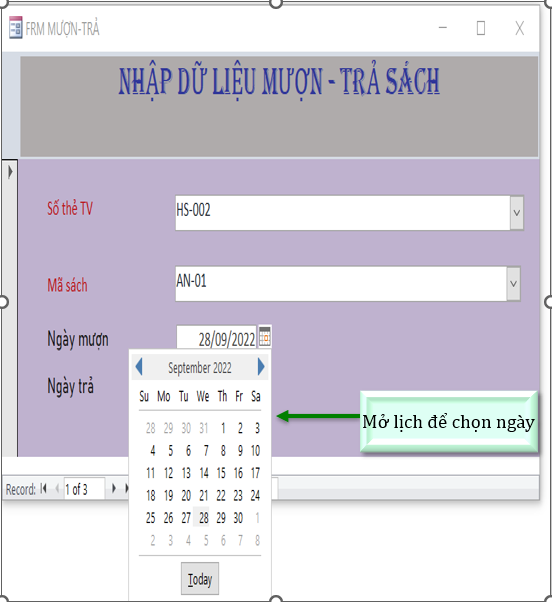 FRM MƯỢN-TRẢ
NHẬP DỮ LIỆU MƯỢN - TRẢ SÁCH
Số thẻ TV
HS-002
Mã sách
AN-01
Ngày mượn
28/09/2022
Ngày trả
September 2022
Su Mo Tu We Th Fr Sa
28 29 30 31 1 2 3
4 5 6 7 8 9 10
11 12 13 14 15 16 17
18 19 20 21 22 23 24
25 26 27 28 29 30 1
2 3 4 5 6 7 8
Today
Mở lịch để chọn ngày
Record: 1 of 3